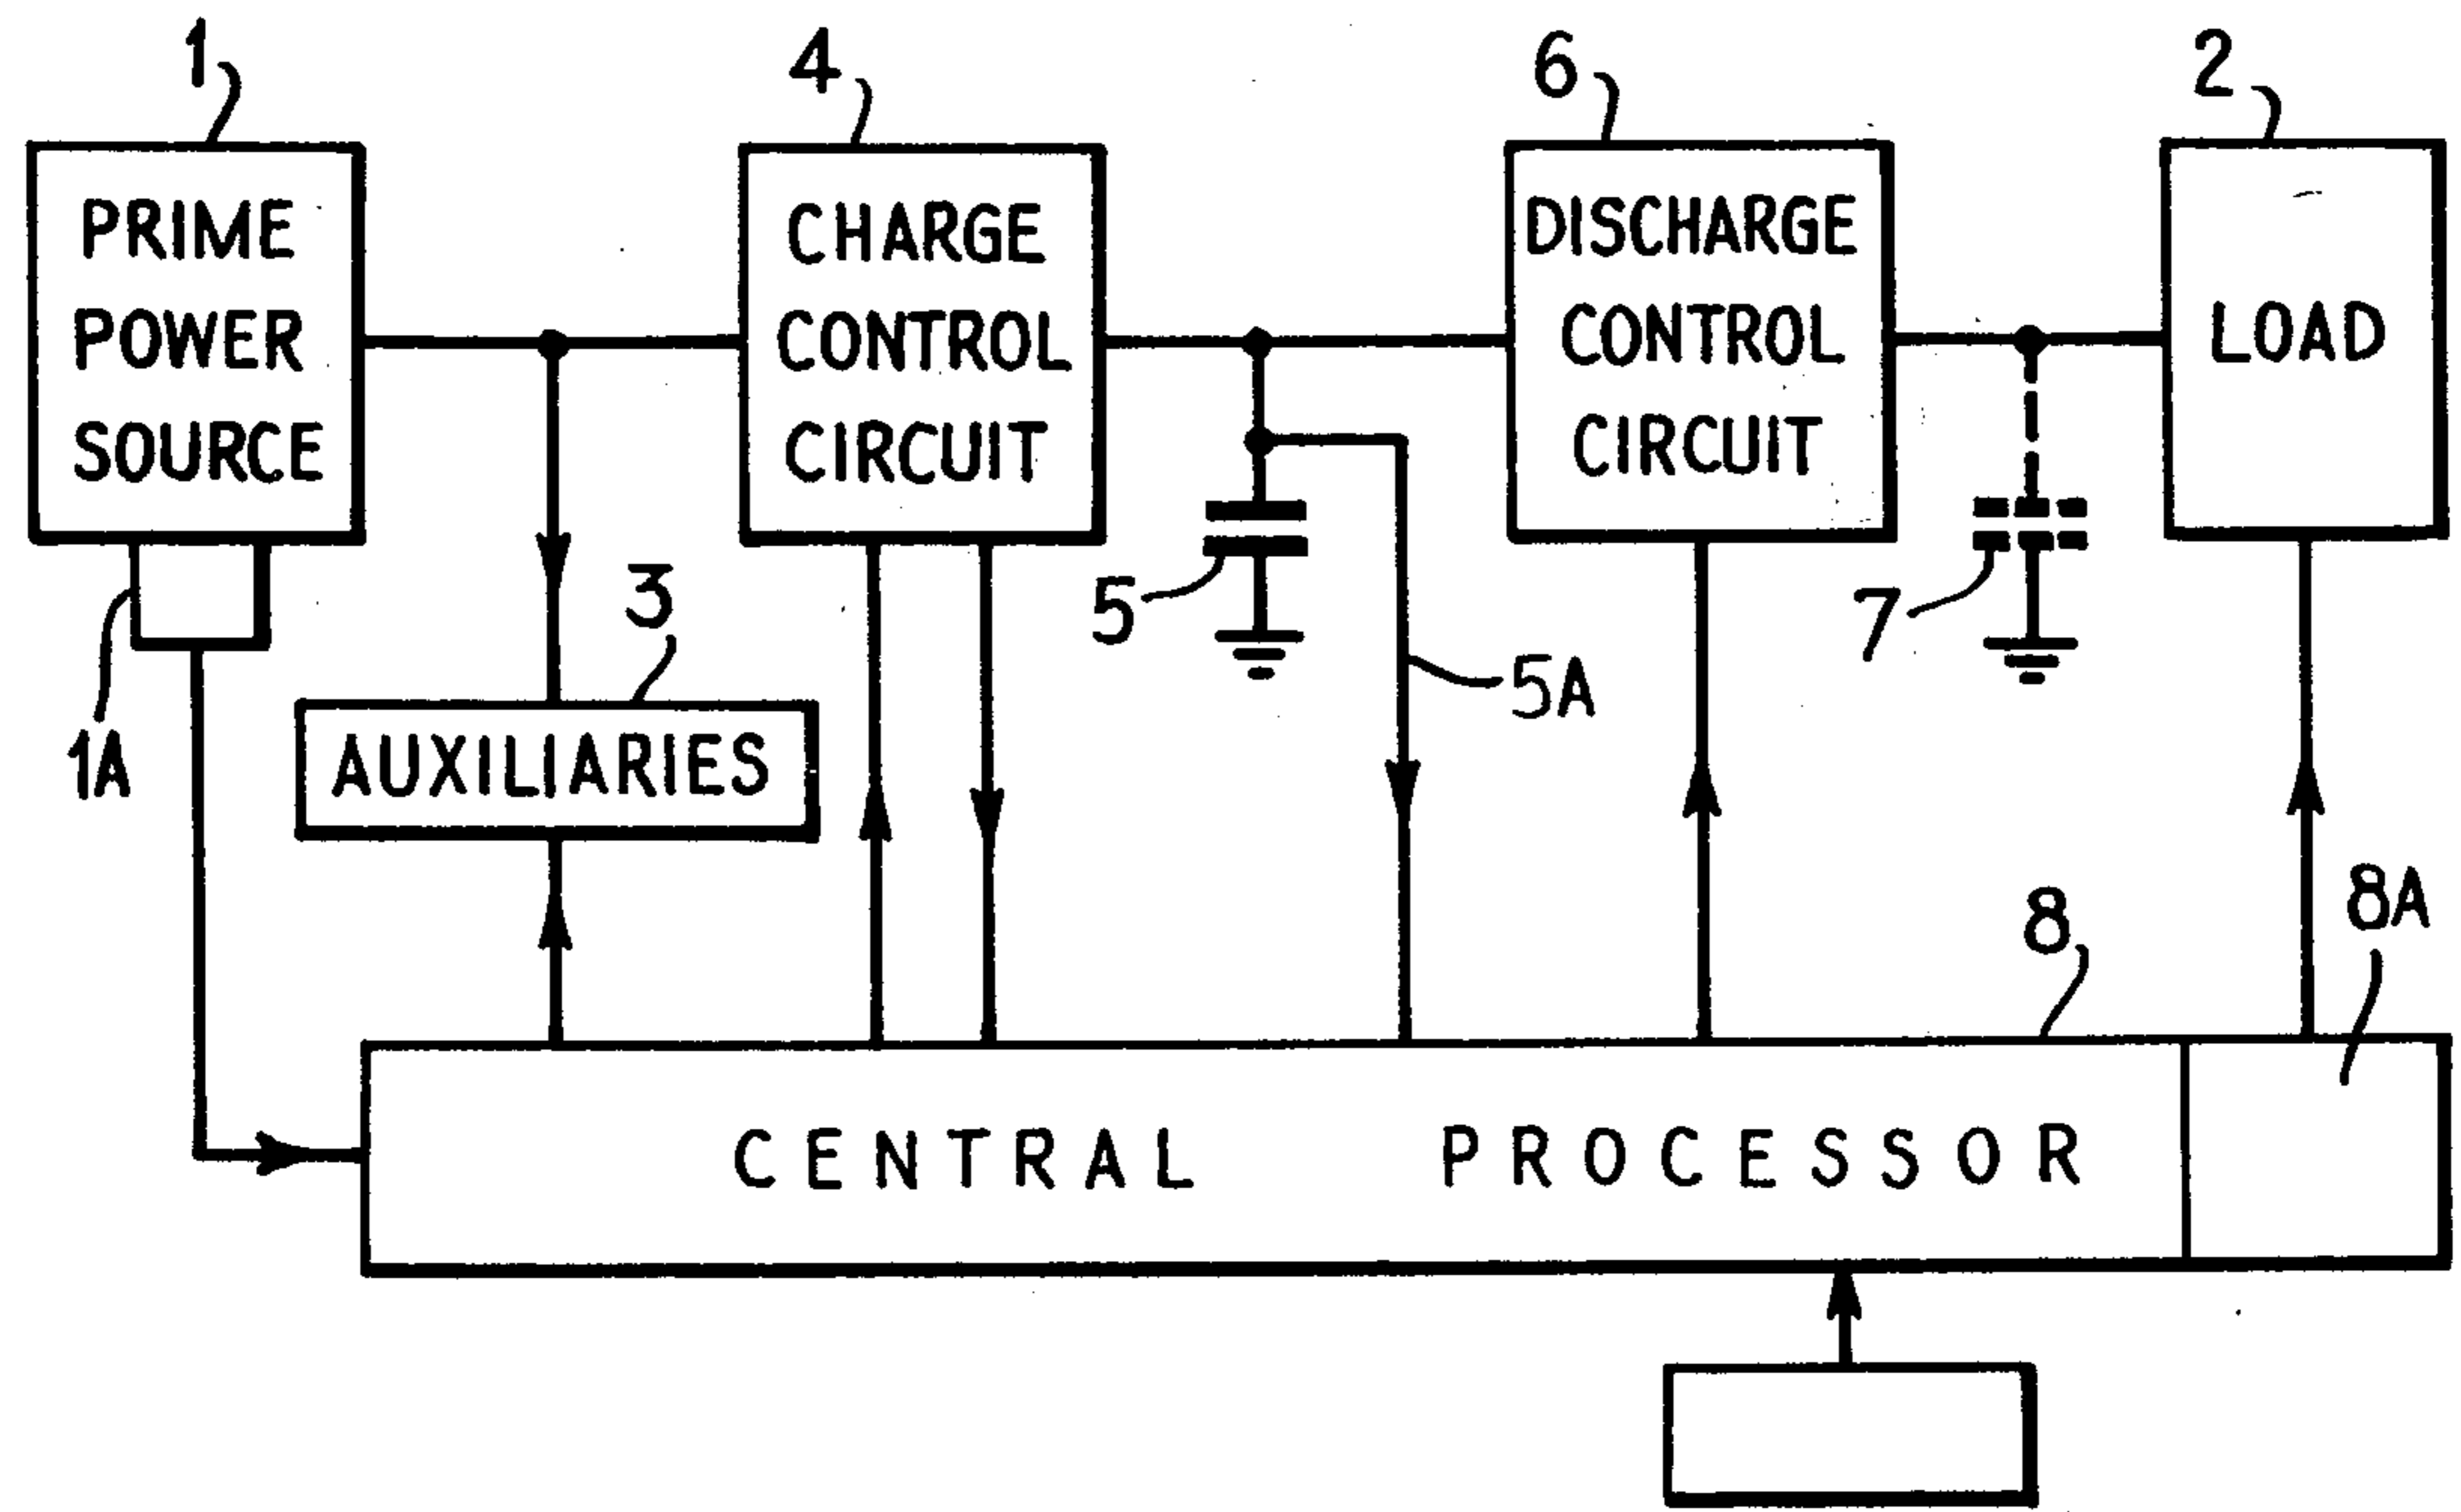 1
4
6
2
PRIME
POWER
SOURCE
CHARGE
CONTROL
CIRCUIT
DISCHARGE
CONTROL
CIRCUIT
LOAD
1A
3
5
5A
7
AUXILIARIES
8
8A
CENTRAL PROCESSOR